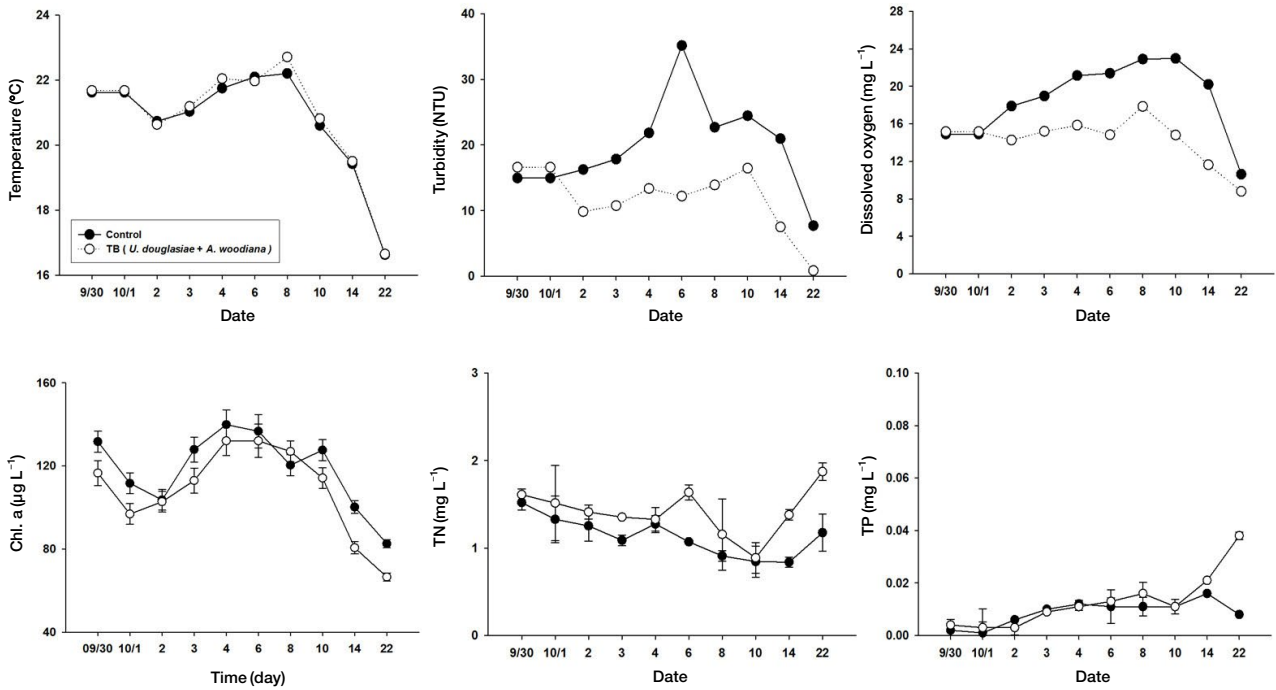 24
22
20
18
16
Temperature (ºC)
Control
TB ( U. douglasiae + A. woodiana )
9/30 10/1 2 3 4 6 8 10 14 22
Date
40
30
20
10
0
Turbidity (NTU)
9/30 10/1 2 3 4 6 8 10 14 22
Date
28
24
20
16
12
8
4
0
Dissolved oxygen (mg L⁻¹)
9/30 10/1 2 3 4 6 8 10 14 22
Date
160
120
80
40
Chl. a (µg L⁻¹)
09/30 10/1 2 3 4 6 8 10 14 22
Time (day)
3
2
1
0
TN (mg L⁻¹)
9/30 10/1 2 3 4 6 8 10 14 22
Date
0.10
0.08
0.06
0.04
0.02
0.00
TP (mg L⁻¹)
9/30 10/1 2 3 4 6 8 10 14 22
Date